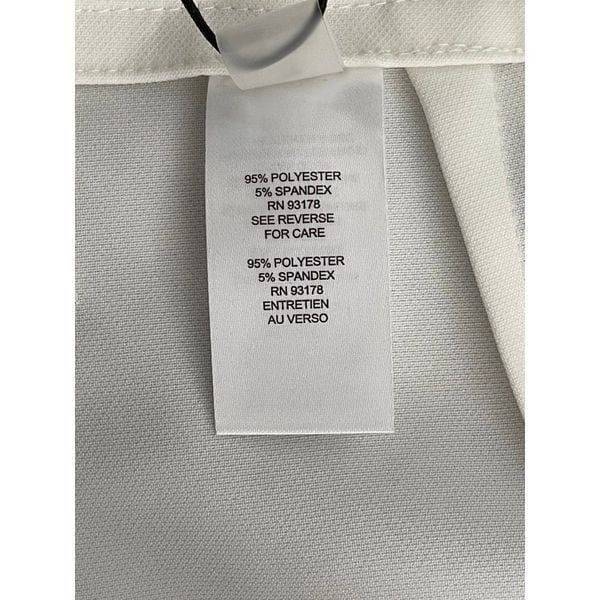 95% POLYESTER
5% SPANDEX
RN 93178
SEE REVERSE
FOR CARE
95% POLYESTER
5% SPANDEX
RN 93178
ENTRETIEN
AU VERSO